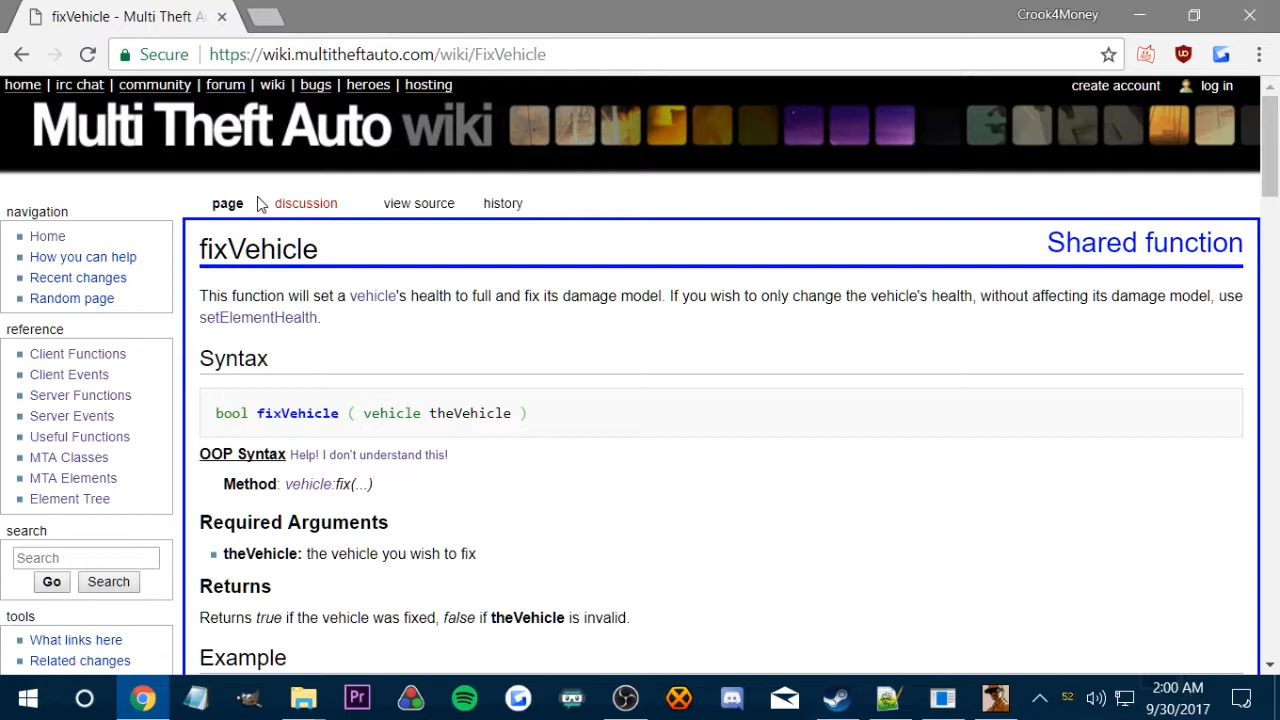 fixVehicle - Multi Theft A
Crook4Money
Secure
https://wiki.multitheftauto.com/wiki/FixVehicle
home | irc chat | community | forum | wiki | bugs | heroes | hosting
create account
log in
Multi Theft Auto wiki
page
discussion
view source
history
navigation
Home
How you can help
Recent changes
Random page
reference
Client Functions
Client Events
Server Functions
Server Events
Useful Functions
MTA Classes
MTA Elements
Element Tree
search
Search
Go
Search
tools
What links here
Related changes
fixVehicle
Shared function
This function will set a vehicle's health to full and fix its damage model. If you wish to only change the vehicle's health, without affecting its damage model, use
setElementHealth.
Syntax
bool fixVehicle ( vehicle theVehicle )
OOP Syntax Help! I don't understand this!
Method: vehicle:fix(...)
Required Arguments
theVehicle: the vehicle you wish to fix
Returns
Returns true if the vehicle was fixed, false if theVehicle is invalid.
Example
Pr
52
2:00 AM
9/30/2017